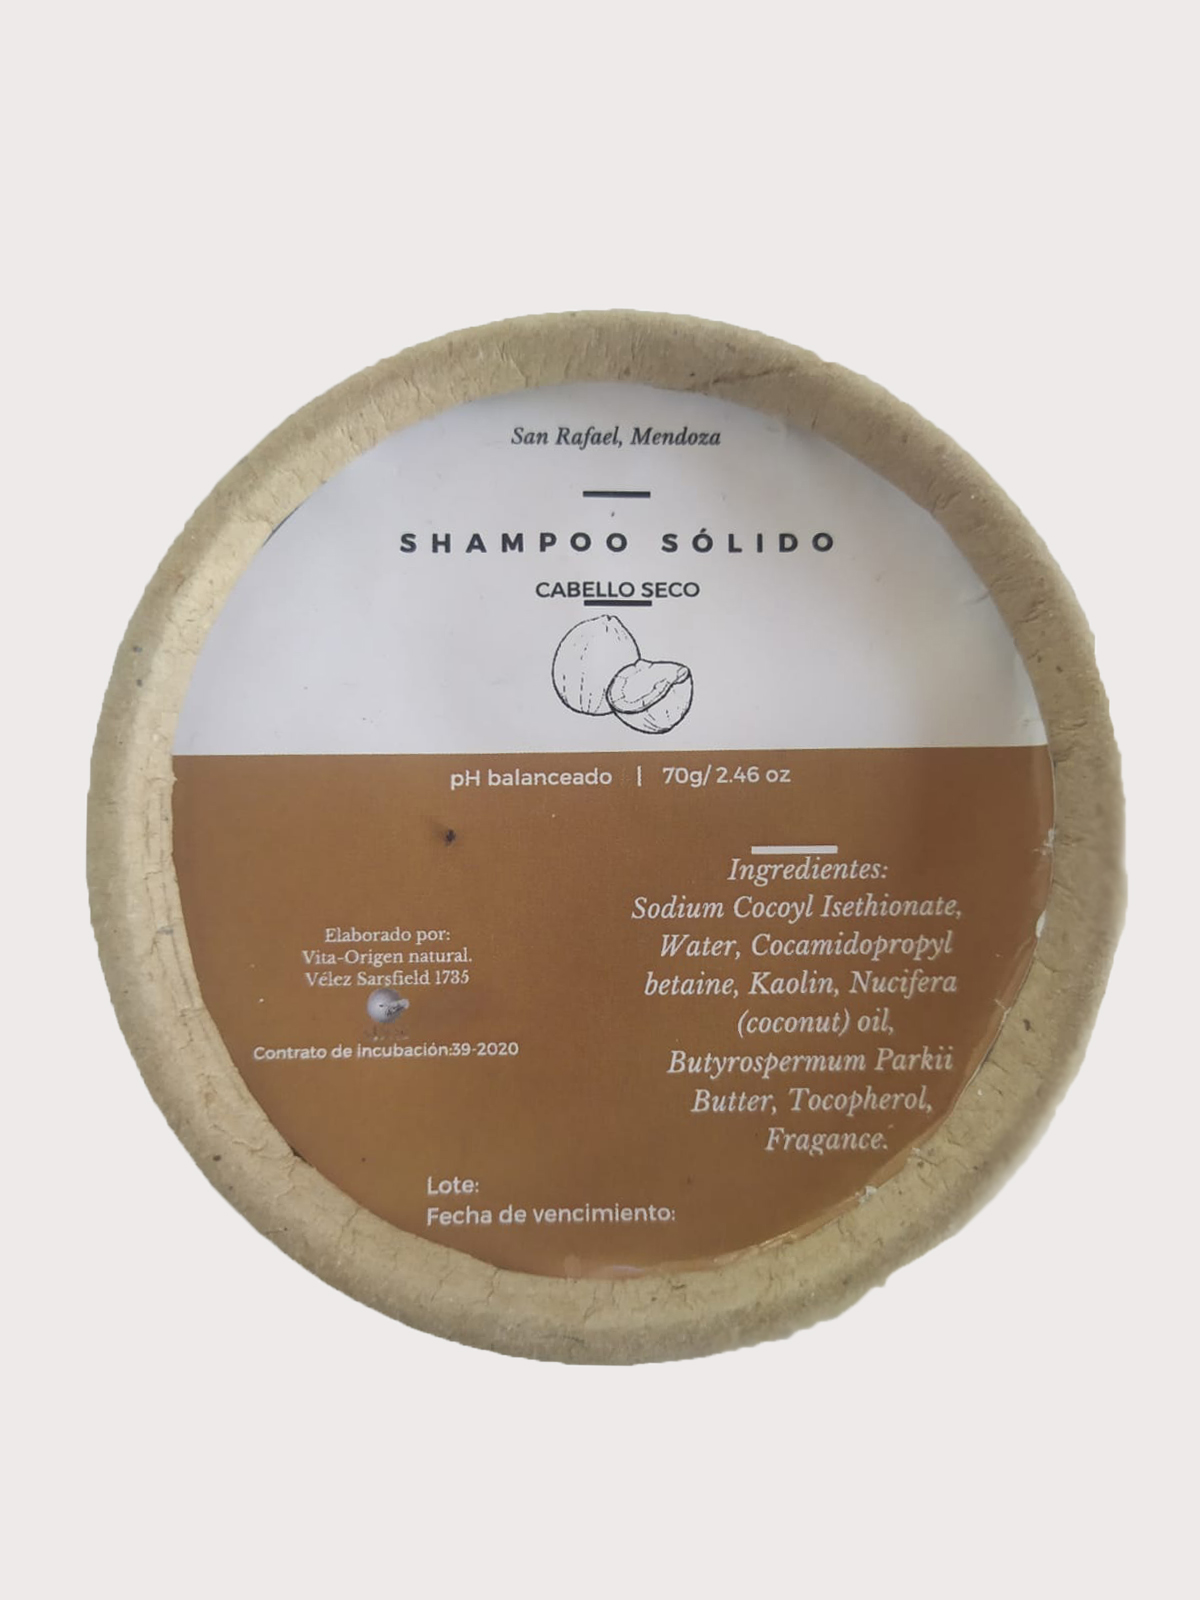 San Rafael, Mendoza
SHAMPOO SÓLIDO
CABELLO SECO
pH balanceado | 70g/ 2.46 oz
Ingredientes:
Sodium Cocoyl Isethionate,
Water, Cocamidopropyl
betaine, Kaolin, Nucifera
(coconut) oil,
Butyrospermum Parkii
Butter, Tocopherol,
Fragance.
Elaborado por:
Vita-Origen natural.
Vélez Sarsfield 1735
Contrato de incubación:39-2020
Lote:
Fecha de vencimiento: